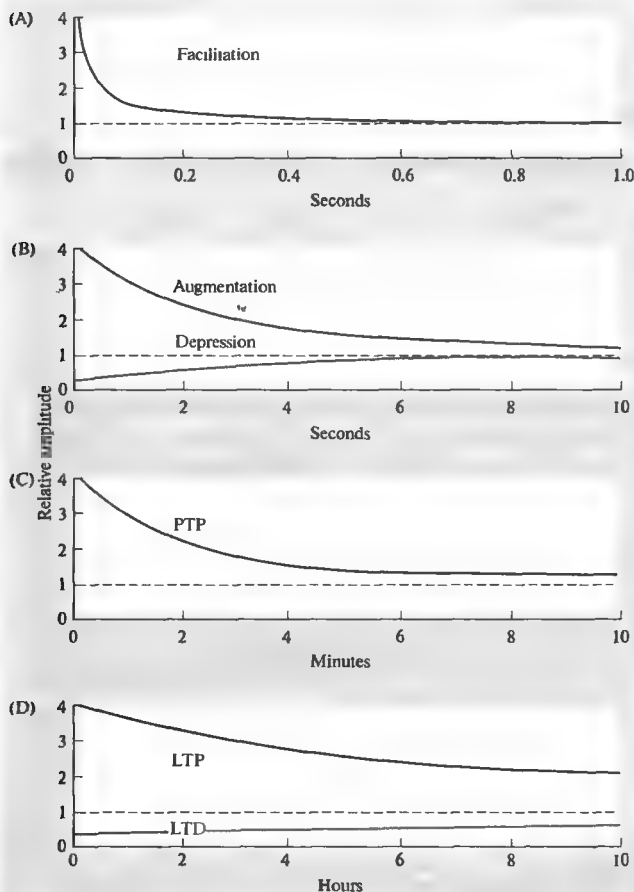 (A)
4
3
2
1
0
Facilitation
0 0.2 0.4 0.6 0.8 1.0
Seconds
(B)
4
3
2
1
0
Augmentation
Depression
0 2 4 6 8 10
Seconds
Relative amplitude
(C)
4
3
2
1
0
PTP
0 2 4 6 8 10
Minutes
(D)
4
3
2
1
0
LTP
LTD
0 2 4 6 8 10
Hours